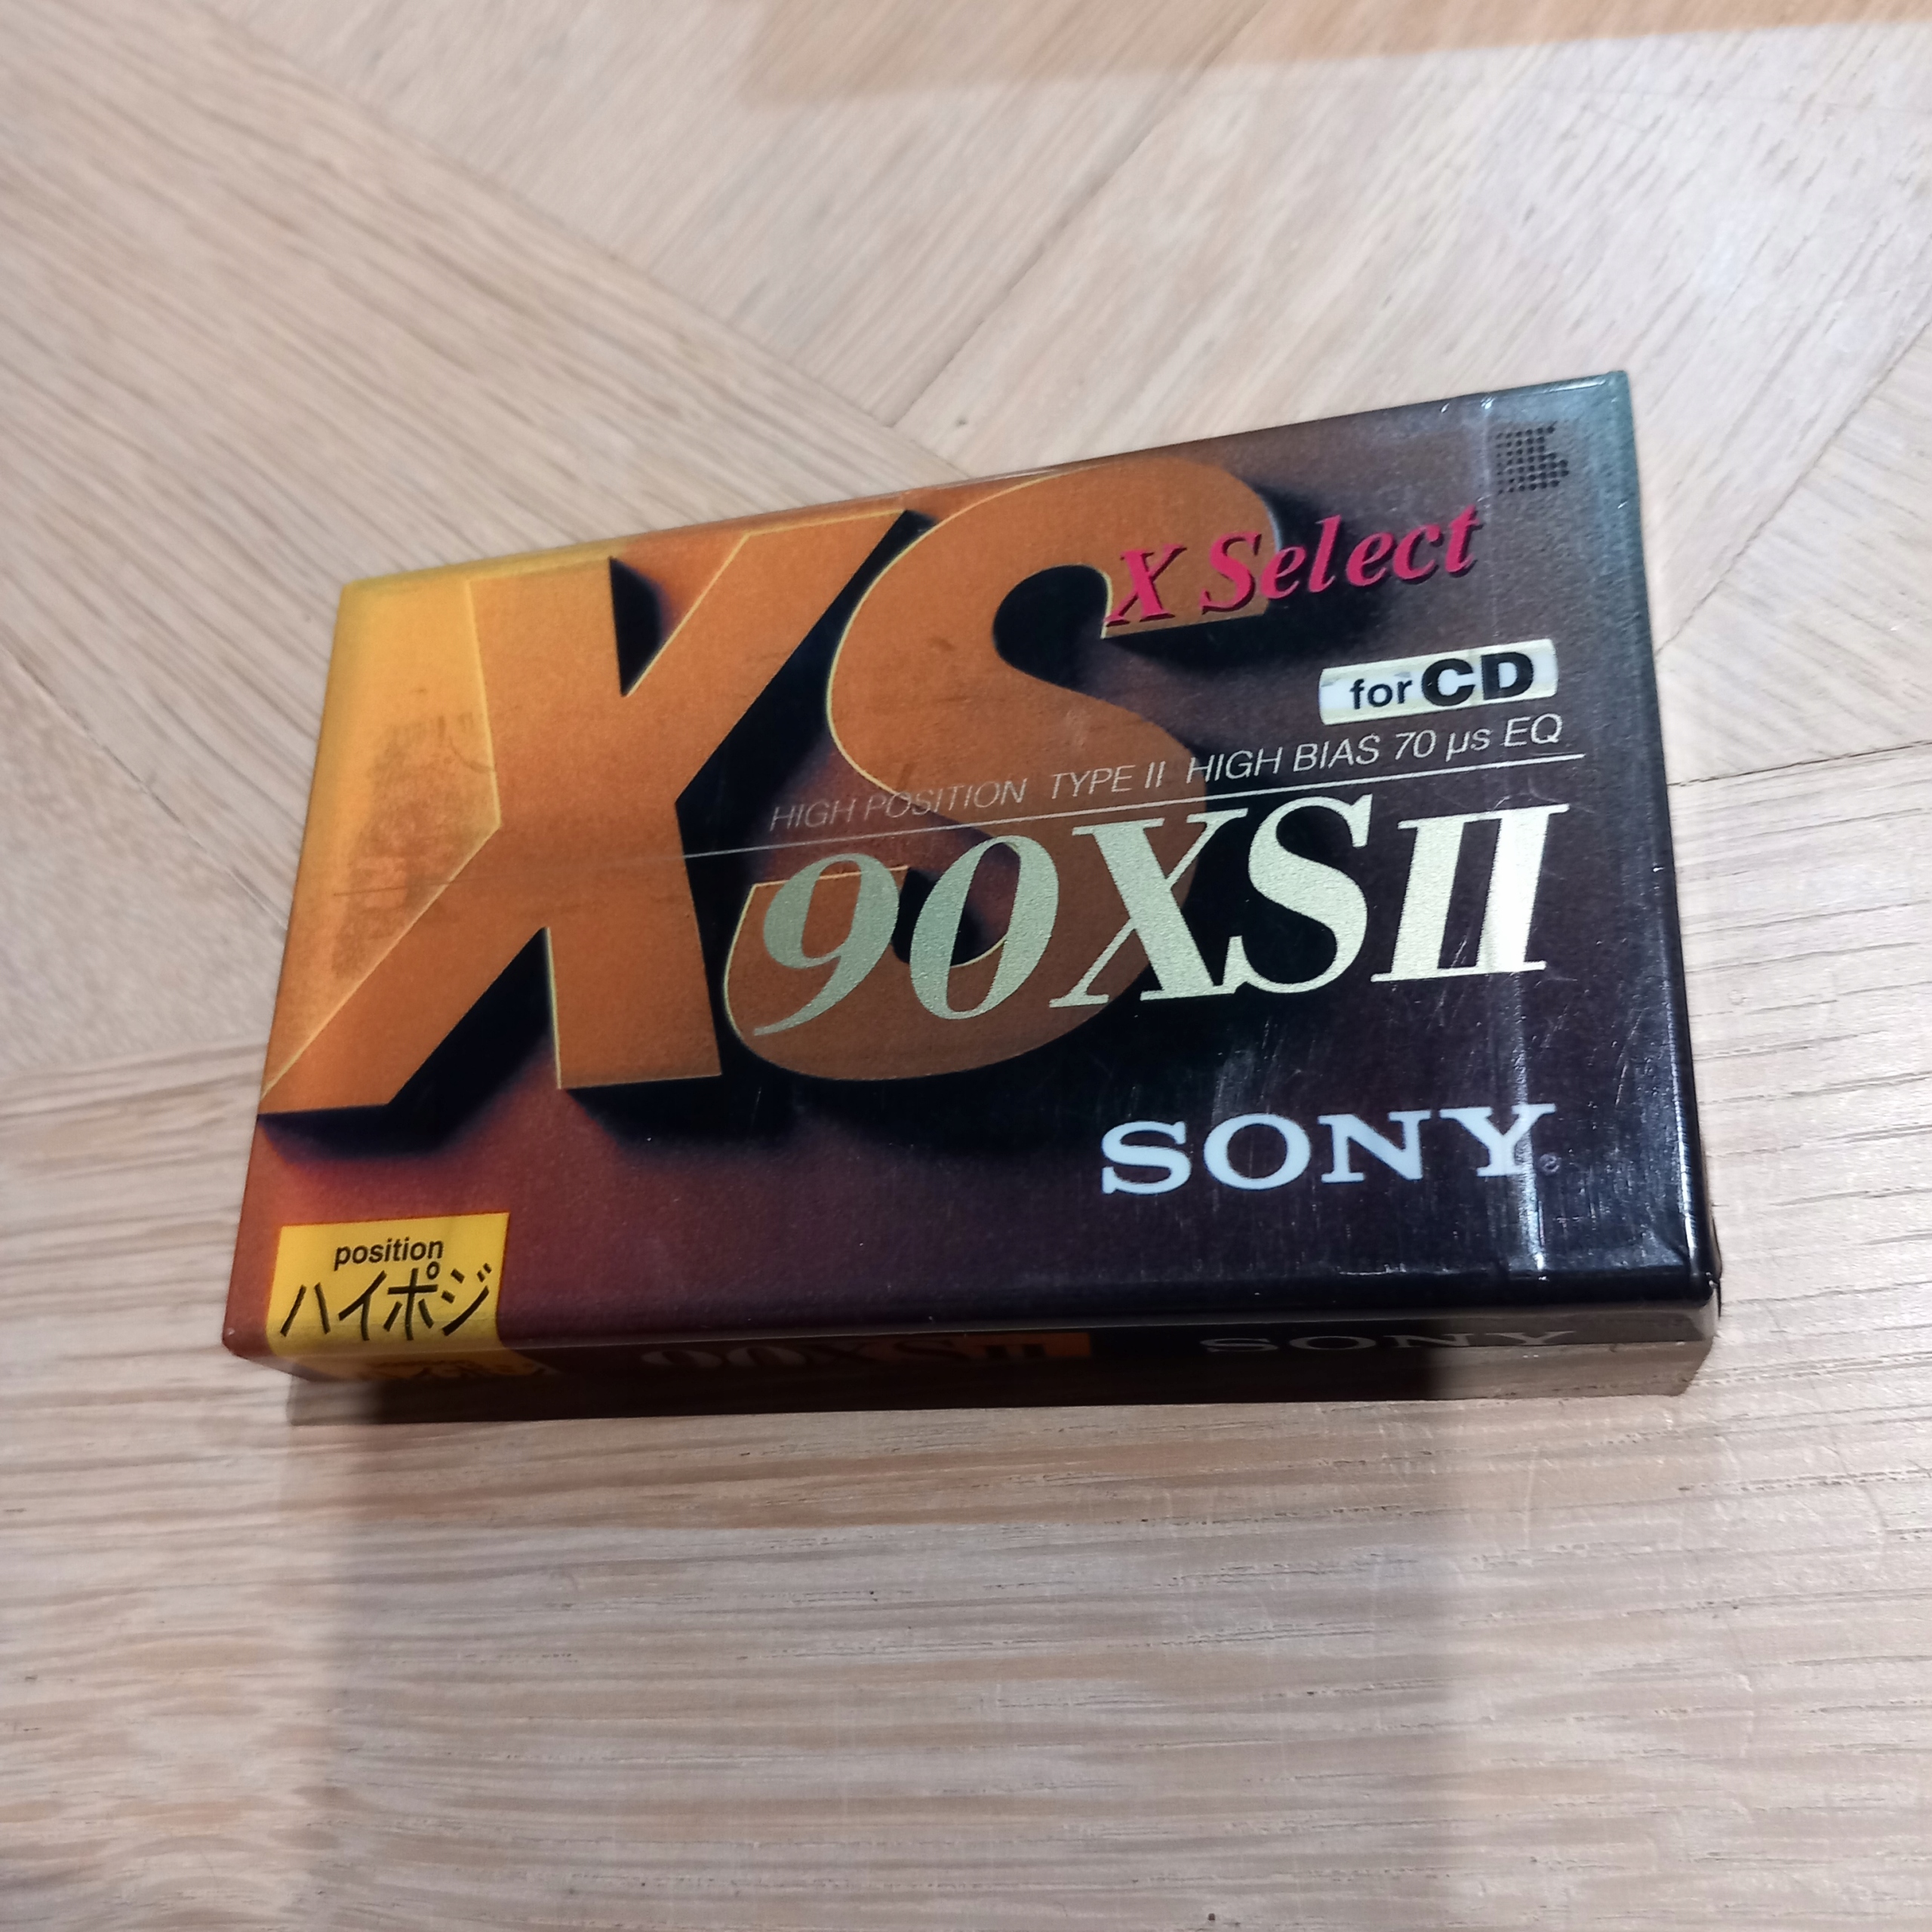 XS
X Select
for CD
HIGH POSITION TYPE II HIGH BIAS 70 μs EQ
90XSII
SONY®
position
ハイポジ
90XSII SONY